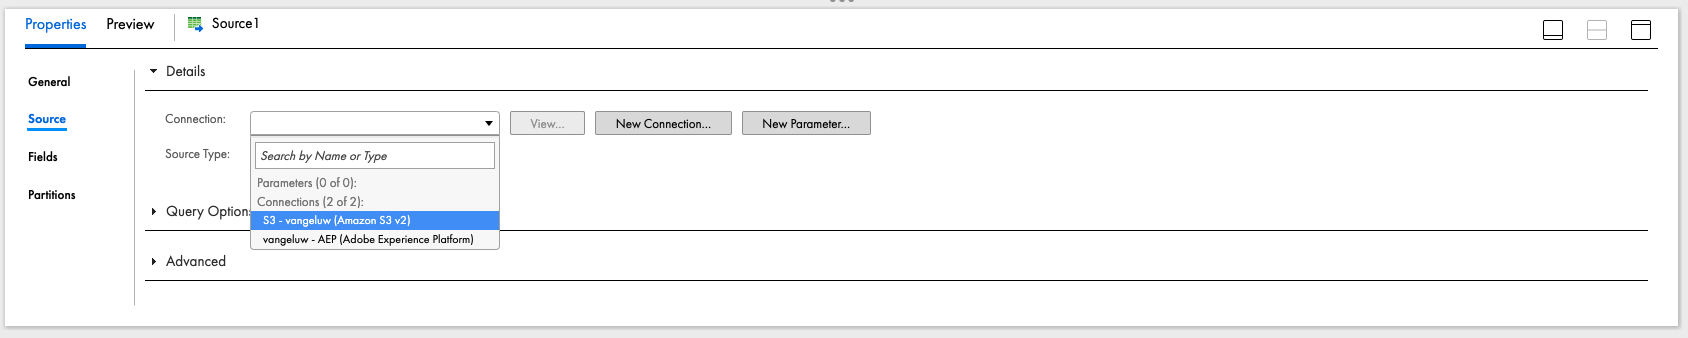 Properties Preview Source1
General
Source
Fields
Partitions
Details
Connection: View... New Connection... New Parameter...
Source Type: Search by Name or Type
Parameters (0 of 0):
Connections (2 of 2):
Query Option
S3 - vangeluw (Amazon S3 v2)
vangeluw - AEP (Adobe Experience Platform)
Advanced